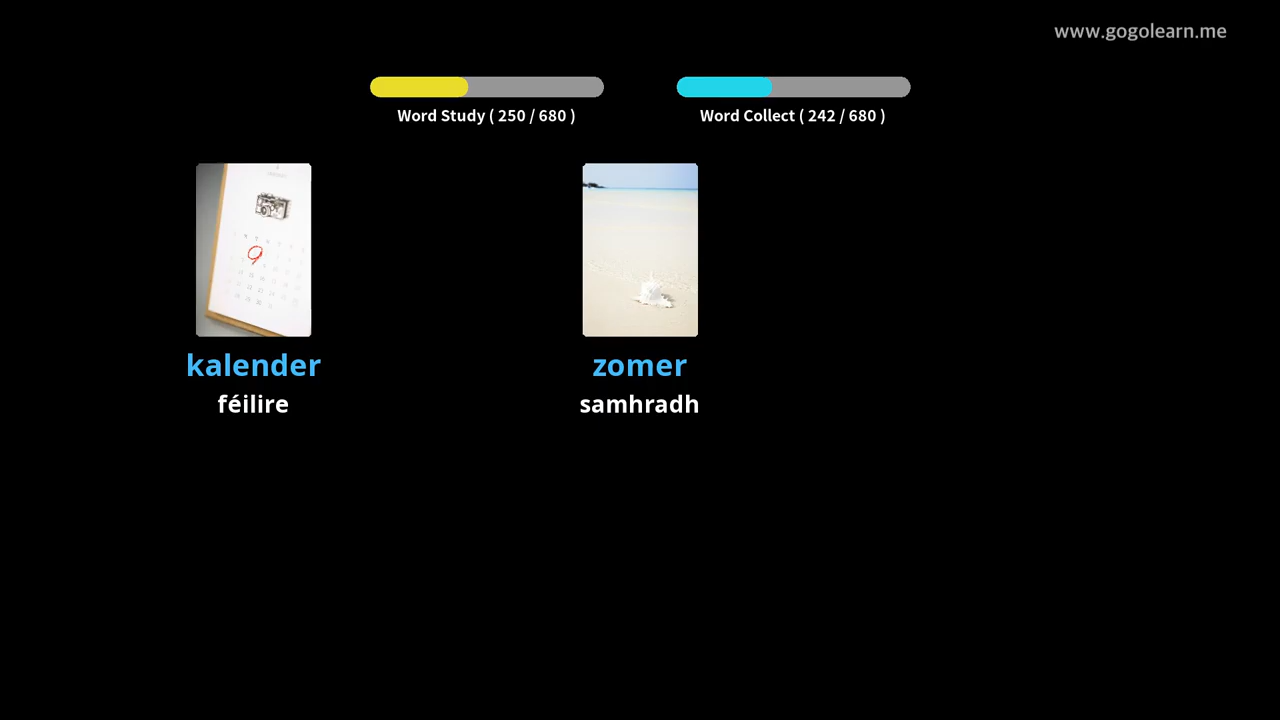 www.gogolearn.me
Word Study ( 250 / 680 )
Word Collect ( 242 / 680 )
kalender
féilire
zomer
samhradh